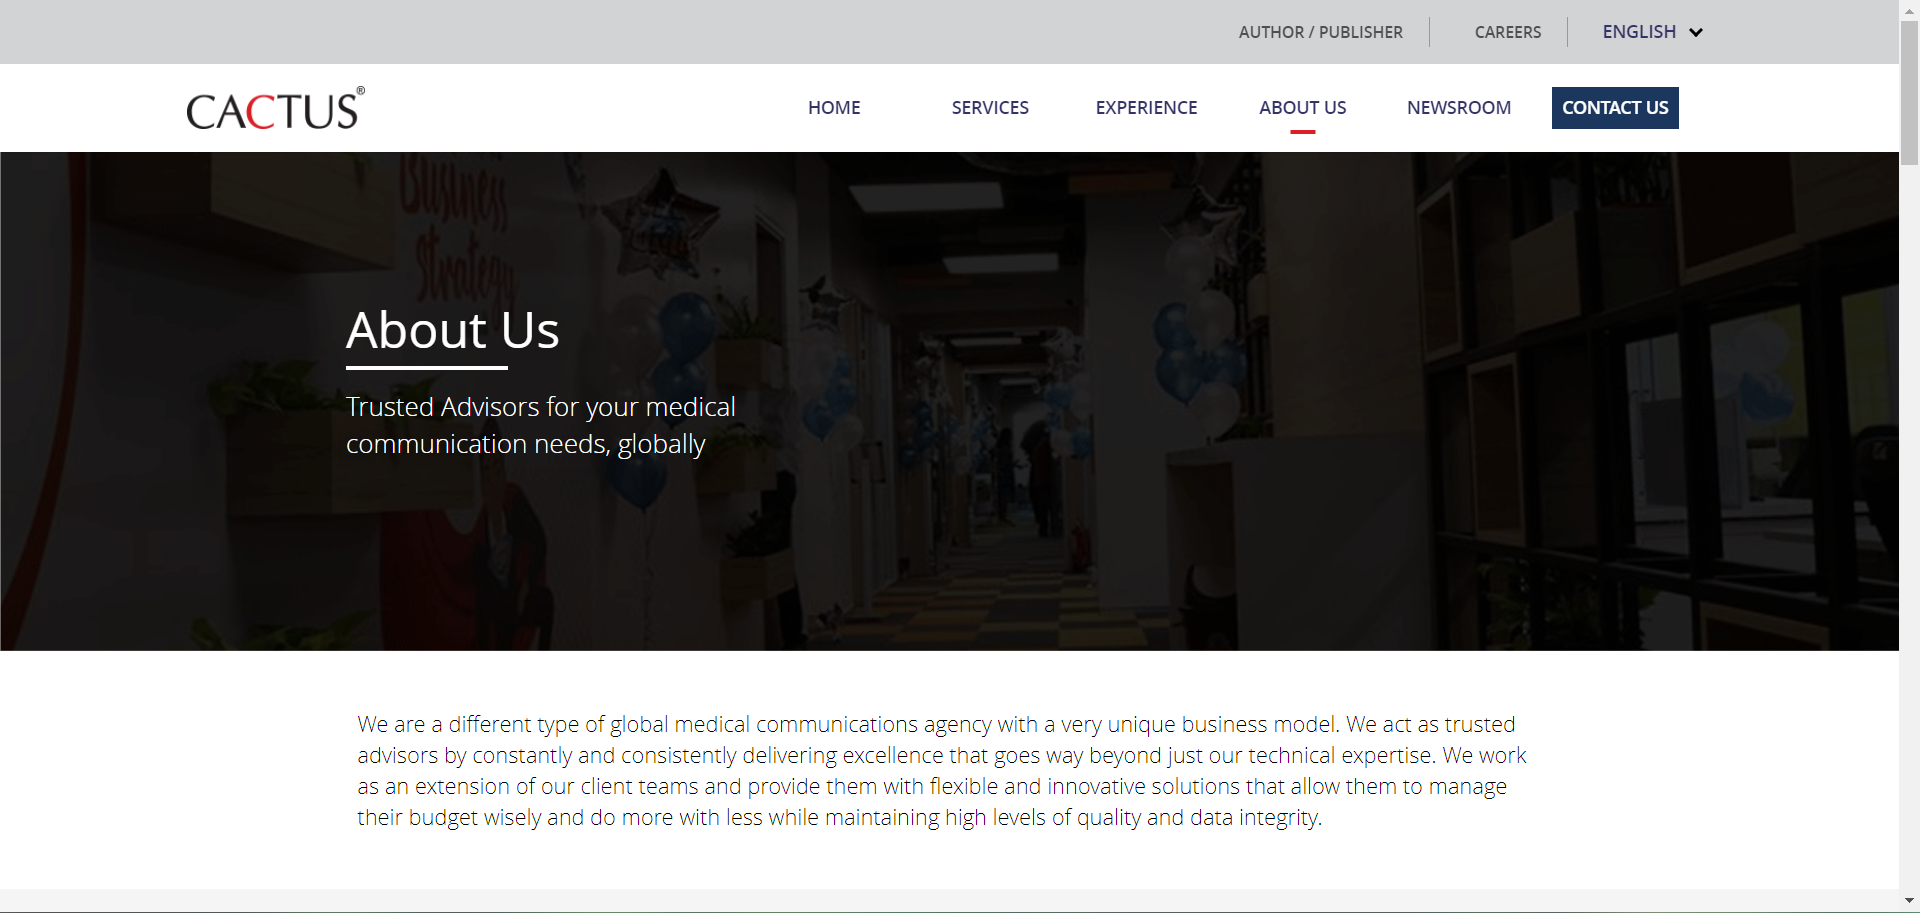 AUTHOR / PUBLISHER
CAREERS
ENGLISH
CACTUS®
HOME
SERVICES
EXPERIENCE
ABOUT US
NEWSROOM
CONTACT US
Business
Strategy
About Us
Trusted Advisors for your medical
communication needs, globally
We are a different type of global medical communications agency with a very unique business model. We act as trusted
advisors by constantly and consistently delivering excellence that goes way beyond just our technical expertise. We work
as an extension of our client teams and provide them with flexible and innovative solutions that allow them to manage
their budget wisely and do more with less while maintaining high levels of quality and data integrity.